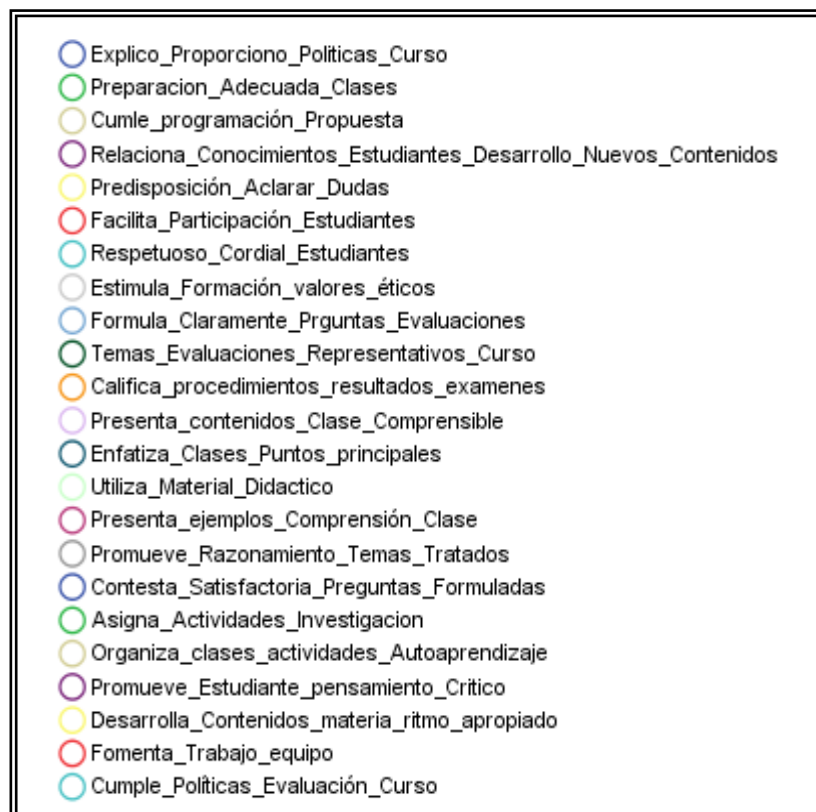 Explico_Proporciono_Politicas_Curso
Preparacion_Adecuada_Clases
Cumle_programación_Propuesta
Relaciona_Conocimientos_Estudiantes_Desarrollo_Nuevos_Contenidos
Predisposición_Aclarar_Dudas
Facilita_Participación_Estudiantes
Respetuoso_Cordial_Estudiantes
Estimula_Formación_valores_éticos
Formula_Claramente_Prguntas_Evaluaciones
Temas_Evaluaciones_Representativos_Curso
Califica_procedimientos_resultados_examenes
Presenta_contenidos_Clase_Comprensible
Enfatiza_Clases_Puntos_principales
Utiliza_Material_Didactico
Presenta_ejemplos_Comprensión_Clase
Promueve_Razonamiento_Temas_Tratados
Contesta_Satisfactoria_Preguntas_Formuladas
Asigna_Actividades_Investigacion
Organiza_clases_actividades_Autoaprendizaje
Promueve_Estudiante_pensamiento_Critico
Desarrolla_Contenidos_materia_ritmo_apropiado
Fomenta_Trabajo_equipo
Cumple_Políticas_Evaluación_Curso